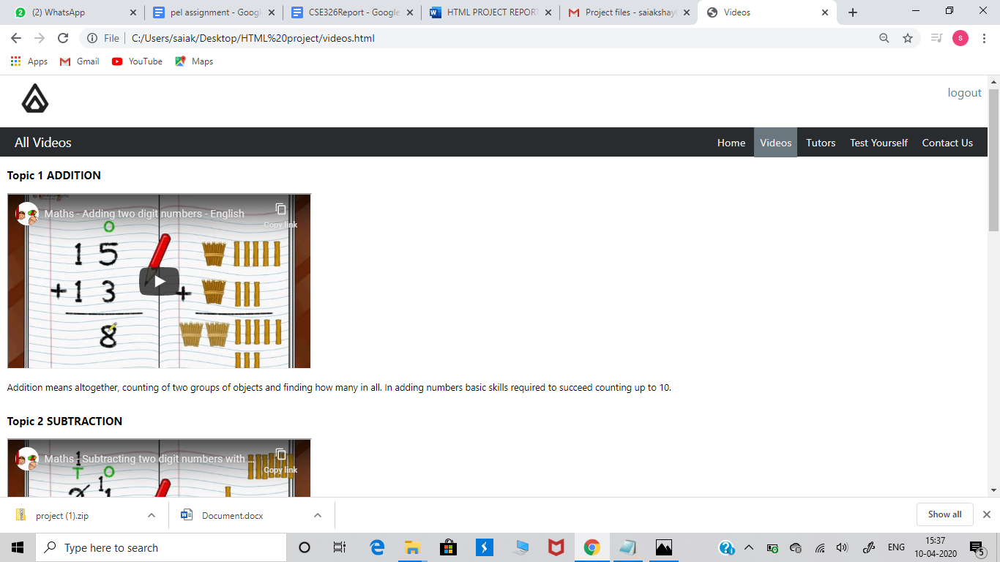 (2) WhatsApp
pel assignment - Googl
CSE326Report - Google
HTML PROJECT REPORT
Project files - saiakshay
Videos
File
C:/Users/saiak/Desktop/HTML%20project/videos.html
s
Apps
Gmail
YouTube
Maps
logout
All Videos
Home
Videos
Tutors
Test Yourself
Contact Us
Topic 1 ADDITION
Maths - Adding two digit numbers - English
Copy link
O
15
+13
+
8
Addition means altogether, counting of two groups of objects and finding how many in all. In adding numbers basic skills required to succeed counting up to 10.
Topic 2 SUBTRACTION
Maths - Subtracting two digit numbers with ...
Copy link
1
T O
1
project (1).zip
Document.docx
Show all
Type here to search
ENG
15:37
10-04-2020
5